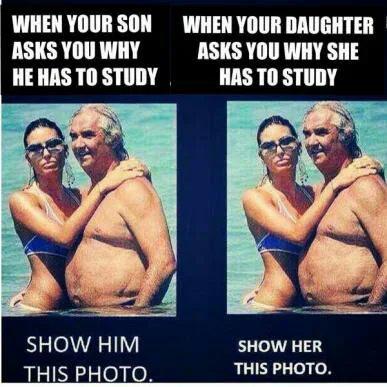 WHEN YOUR SON
ASKS YOU WHY
HE HAS TO STUDY
SHOW HIM
THIS PHOTO.
WHEN YOUR DAUGHTER
ASKS YOU WHY SHE
HAS TO STUDY
SHOW HER
THIS PHOTO.